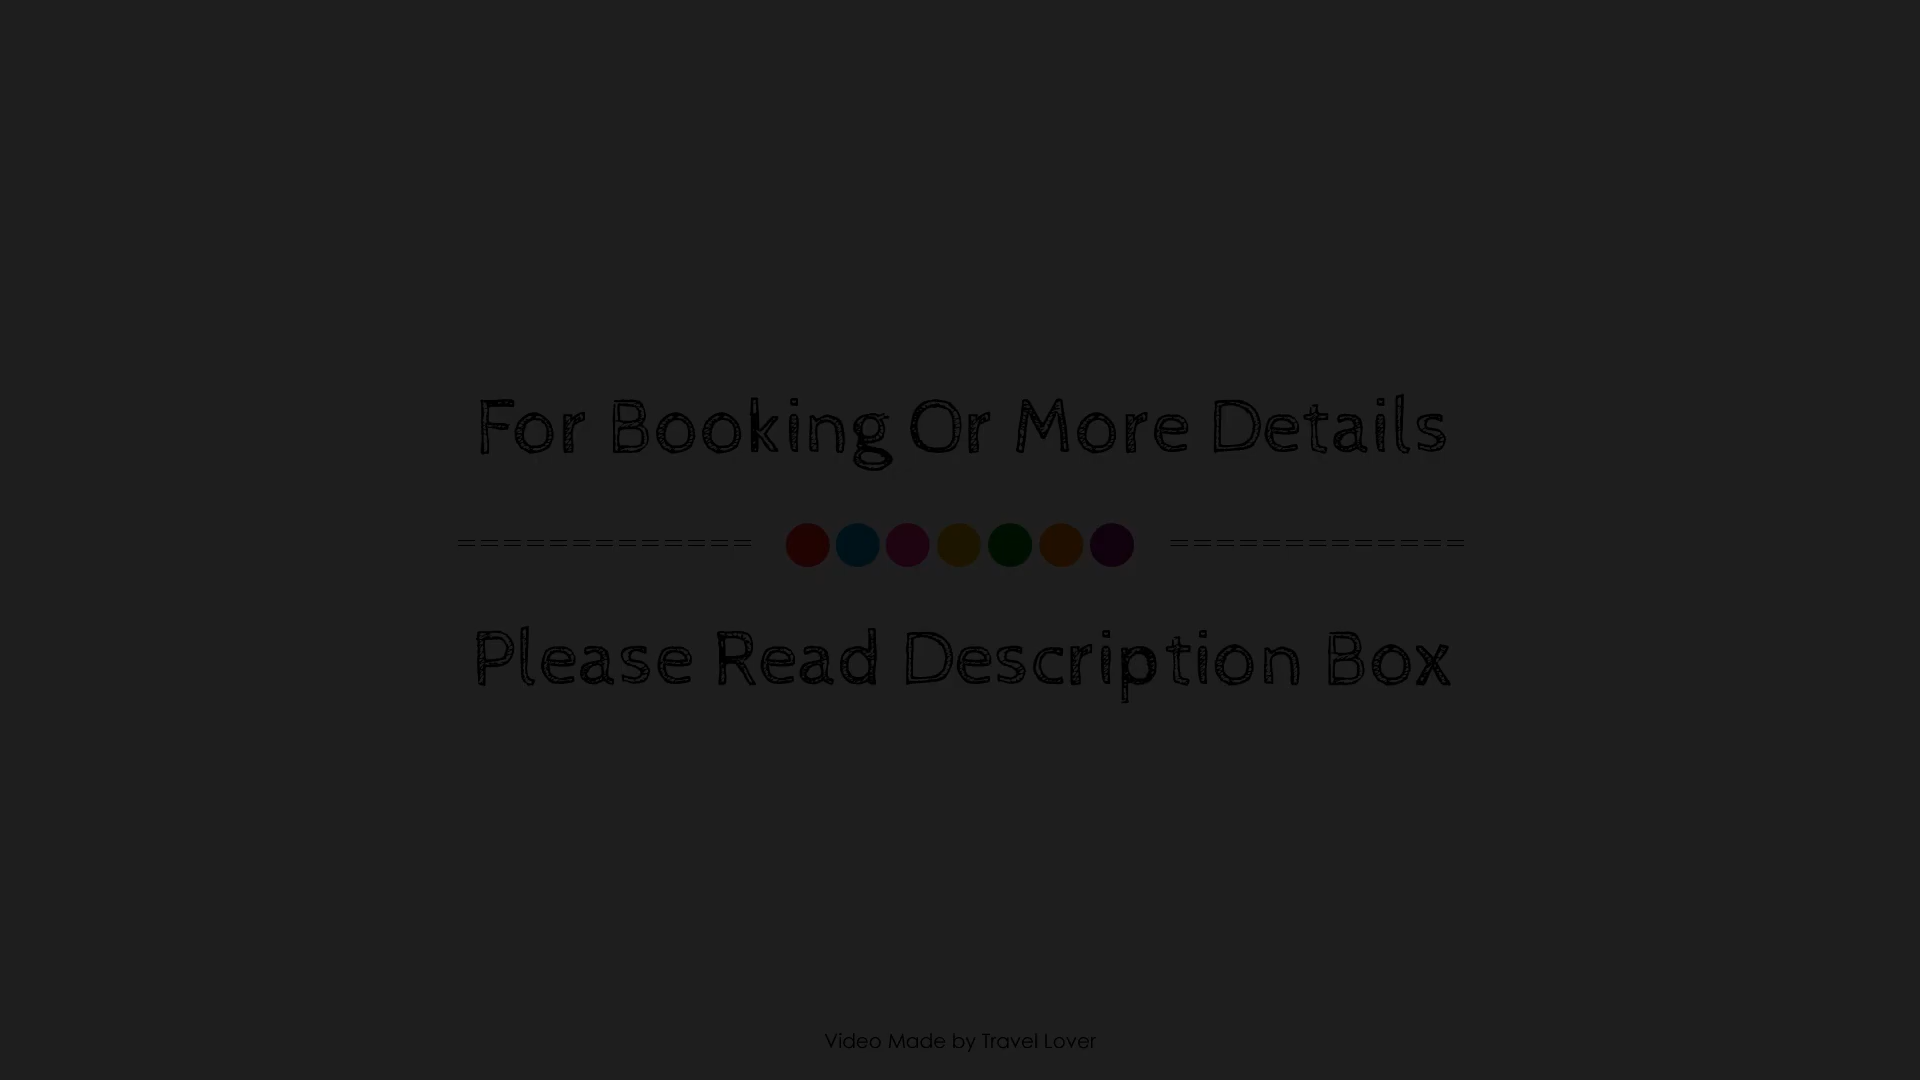 For Booking Or More Details
============= =============
Please Read Description Box
Video Made by Travel Lover